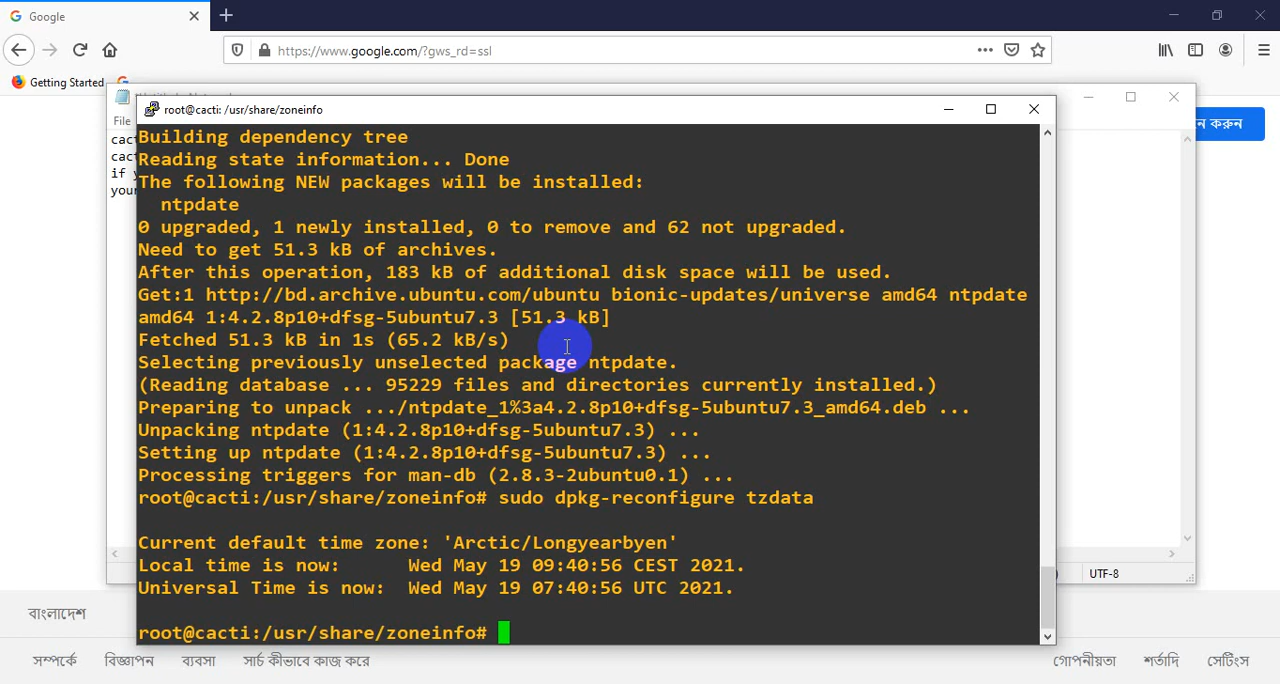 Google
https://www.google.com/?gws_rd=ssl
Getting Started
root@cacti: /usr/share/zoneinfo
File
ন করুন
cact
cact
if y
your
Building dependency tree
Reading state information... Done
The following NEW packages will be installed:
ntpdate
0 upgraded, 1 newly installed, 0 to remove and 62 not upgraded.
Need to get 51.3 kB of archives.
After this operation, 183 kB of additional disk space will be used.
Get:1 http://bd.archive.ubuntu.com/ubuntu bionic-updates/universe amd64 ntpdate
amd64 1:4.2.8p10+dfsg-5ubuntu7.3 [51.3 kB]
Fetched 51.3 kB in 1s (65.2 kB/s)
Selecting previously unselected package ntpdate.
(Reading database ... 95229 files and directories currently installed.)
Preparing to unpack .../ntpdate_1%3a4.2.8p10+dfsg-5ubuntu7.3_amd64.deb ...
Unpacking ntpdate (1:4.2.8p10+dfsg-5ubuntu7.3) ...
Setting up ntpdate (1:4.2.8p10+dfsg-5ubuntu7.3) ...
Processing triggers for man-db (2.8.3-2ubuntu0.1) ...
root@cacti:/usr/share/zoneinfo# sudo dpkg-reconfigure tzdata
Current default time zone: 'Arctic/Longyearbyen'
Local time is now: Wed May 19 09:40:56 CEST 2021.
Universal Time is now: Wed May 19 07:40:56 UTC 2021.
root@cacti:/usr/share/zoneinfo#
UTF-8
বাংলাদেশ
সম্পর্কে বিজ্ঞাপন ব্যবসা সার্চ কীভাবে কাজ করে গোপনীয়তা শর্তাদি সেটিংস